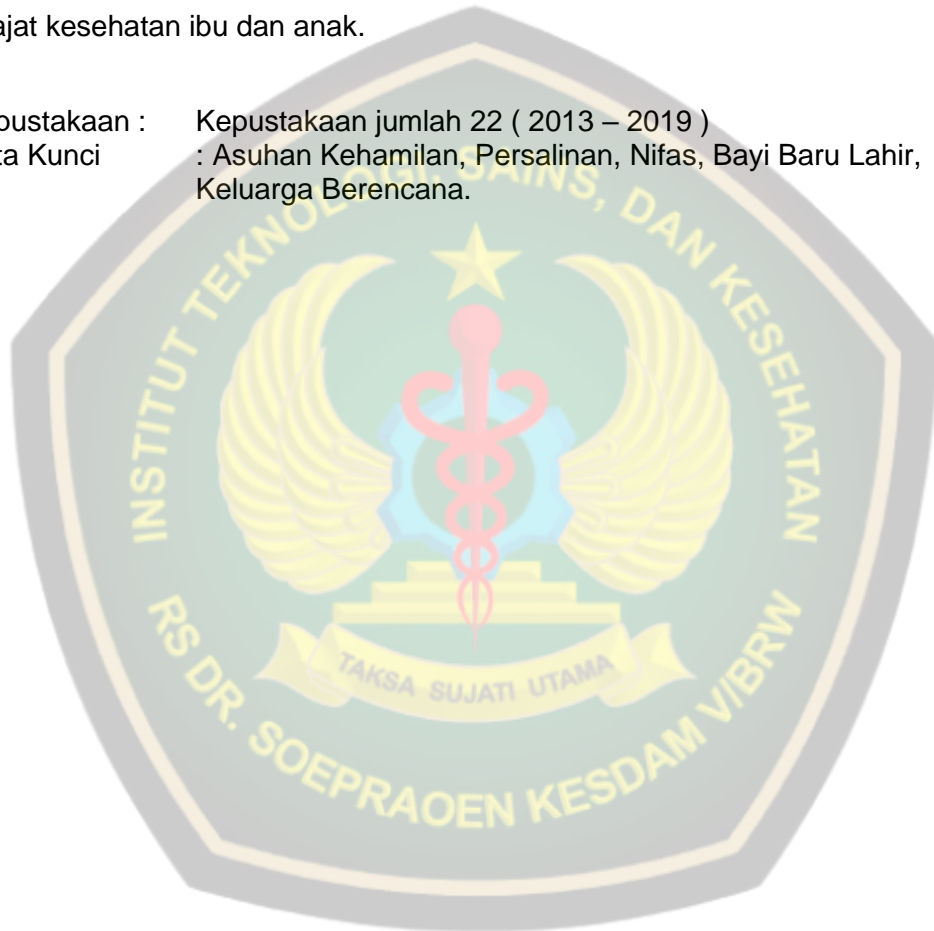 ajat kesehatan ibu dan anak.
pustakaan : Kepustakaan jumlah 22 ( 2013 – 2019 )
ta Kunci : Asuhan Kehamilan, Persalinan, Nifas, Bayi Baru Lahir,
Keluarga Berencana.
INSTITUT TEKNOLOGI, SAINS, DAN KESEHATAN
TAKSA SUJATI UTAMA
RS DR. SOEPRAOEN KESDAM V/BRW